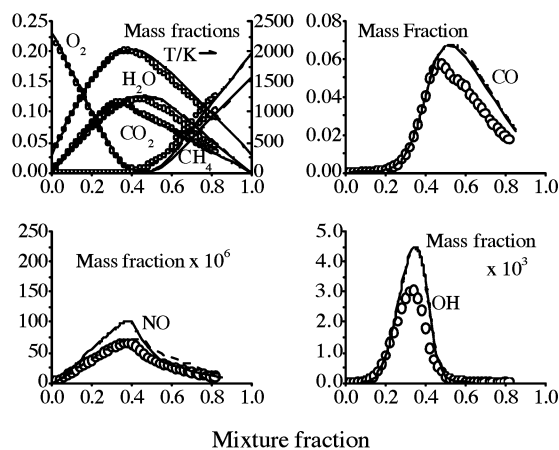 0.25
0.20
0.15
0.10
0.05
0.00
Mass fractions
O2
T/K
H2O
CO2
CH4
2500
2000
1500
1000
500
0
0.0 0.2 0.4 0.6 0.8 1.0
0.08
0.06
0.04
0.02
0.00
Mass Fraction
CO
0.0 0.2 0.4 0.6 0.8 1.0
250
200
150
100
50
0
Mass fraction x 10^6
NO
0.0 0.2 0.4 0.6 0.8 1.0
5.0
4.0
3.0
2.0
1.0
0.0
Mass fraction
x 10^3
OH
0.0 0.2 0.4 0.6 0.8 1.0
Mixture fraction